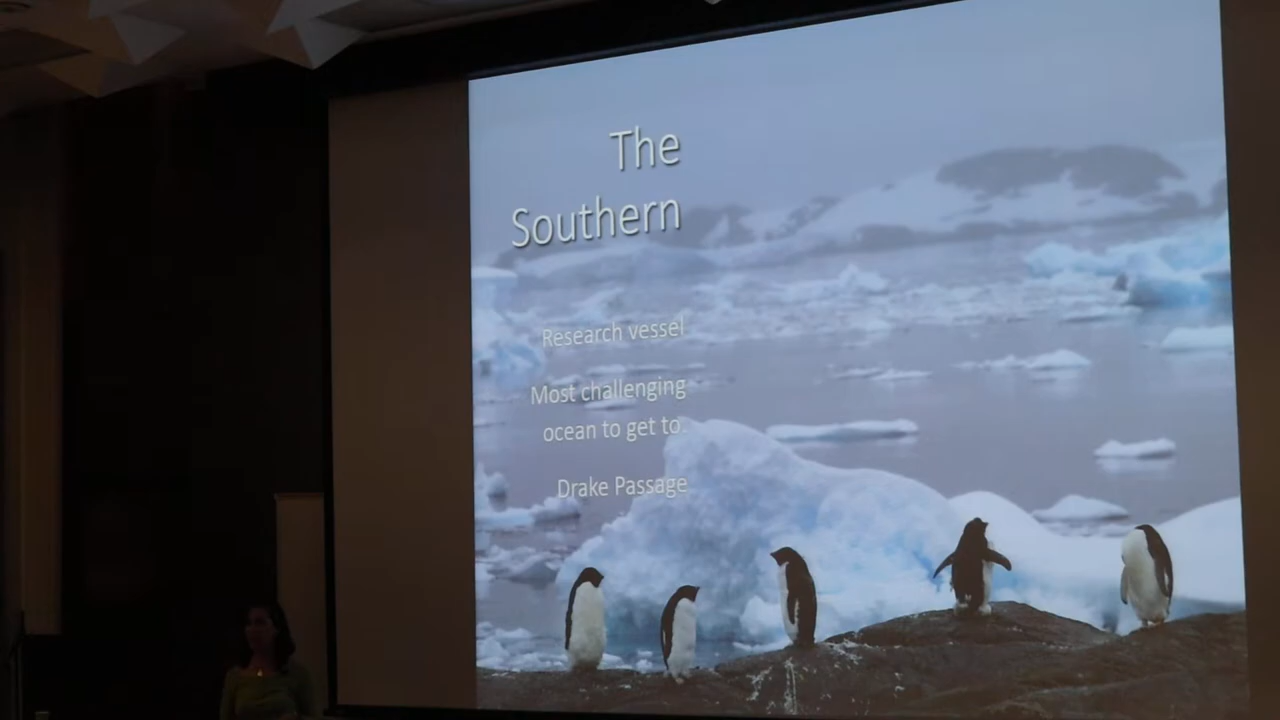 The
Southern
Research vessel
Most challenging
ocean to get to.
Drake Passage